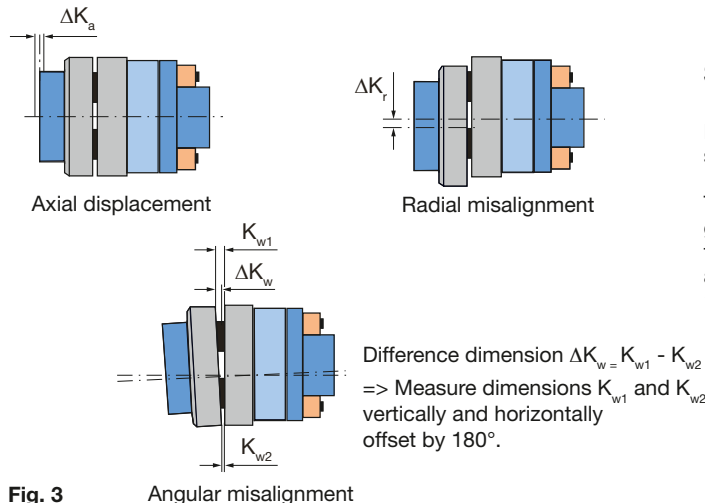 ΔKa
ΔKr
Axial displacement
Radial misalignment
Kw1
ΔKw
Difference dimension ΔKw = Kw1 - Kw2
=> Measure dimensions Kw1 and Kw2
vertically and horizontally
offset by 180°.
Kw2
Fig. 3 Angular misalignment